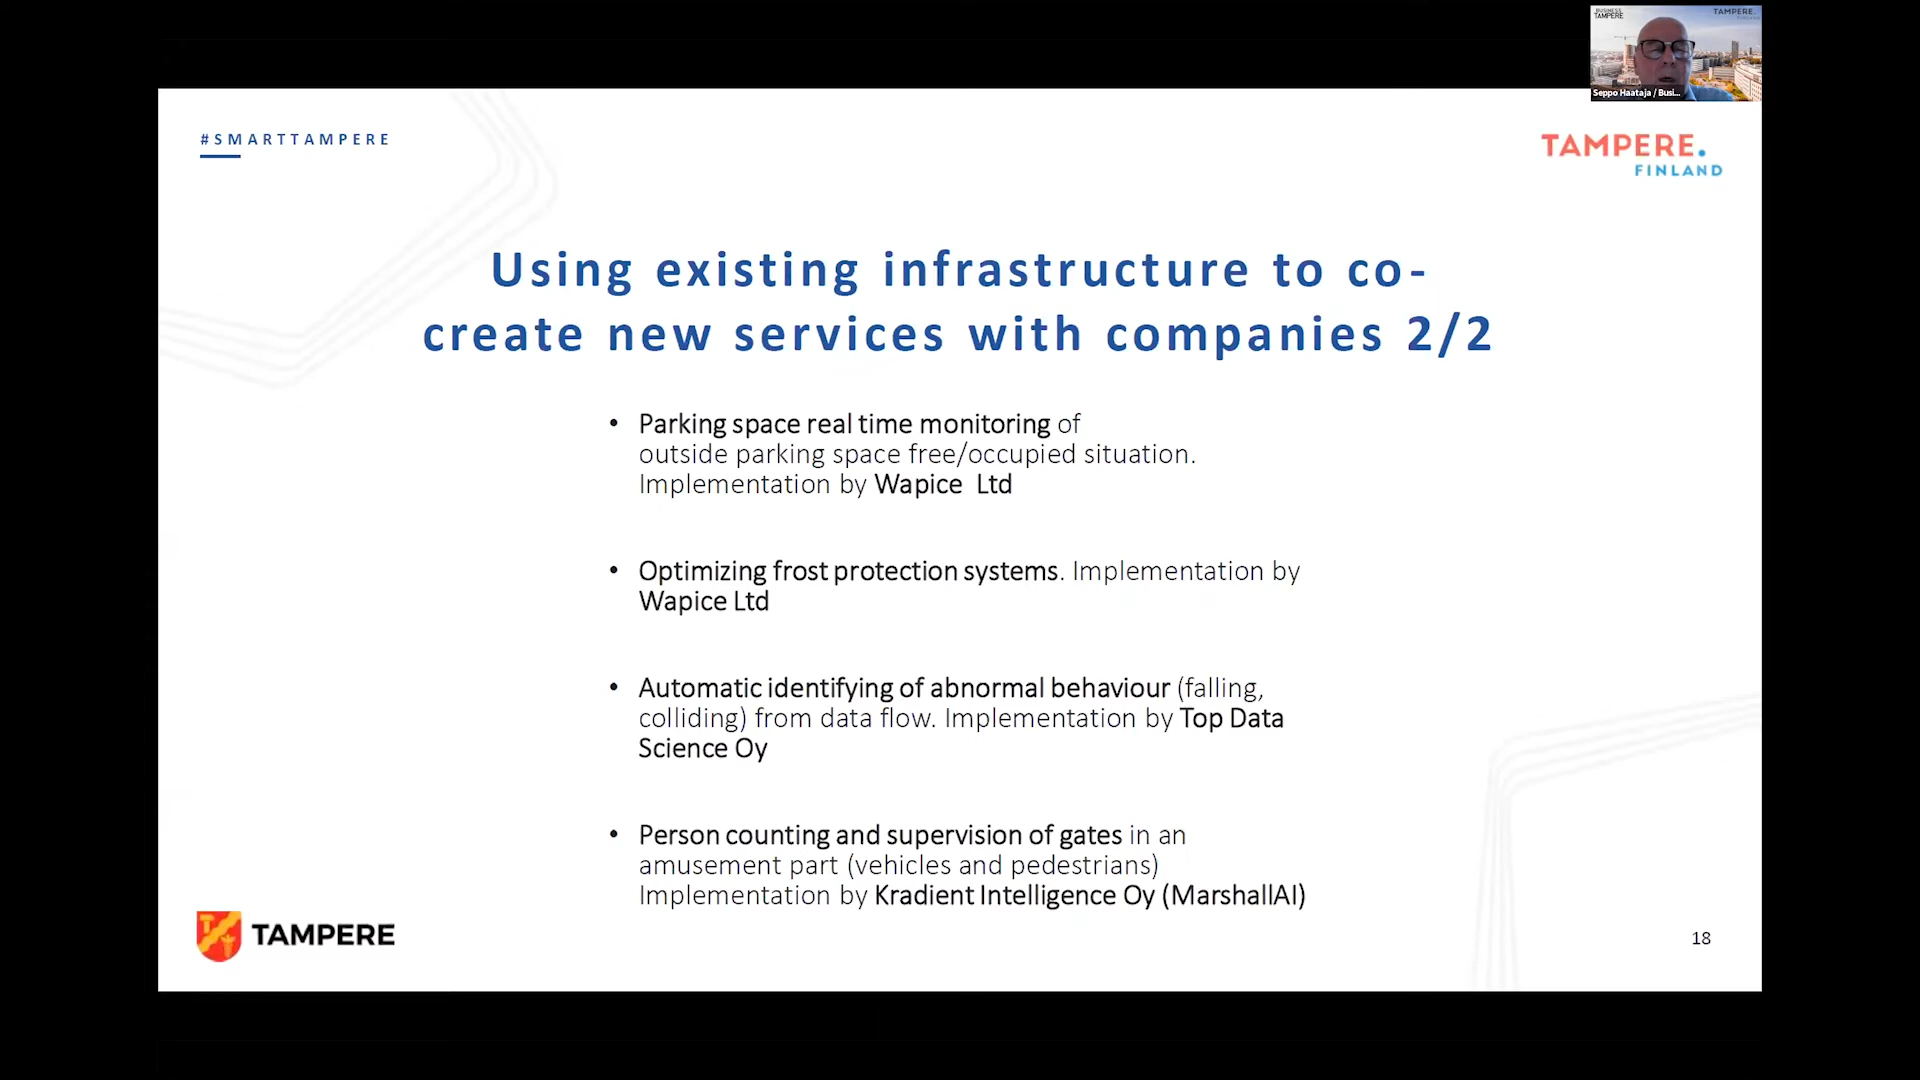 BUSINESS
TAMPERE
TAMPERE.
Seppo Haataja / Busi...
#SMARTTAMPERE
TAMPERE.
FINLAND
Using existing infrastructure to co-
create new services with companies 2/2
• Parking space real time monitoring of
outside parking space free/occupied situation.
Implementation by Wapice Ltd
• Optimizing frost protection systems. Implementation by
Wapice Ltd
• Automatic identifying of abnormal behaviour (falling,
colliding) from data flow. Implementation by Top Data
Science Oy
• Person counting and supervision of gates in an
amusement part (vehicles and pedestrians)
Implementation by Kradient Intelligence Oy (MarshallAI)
TAMPERE
18